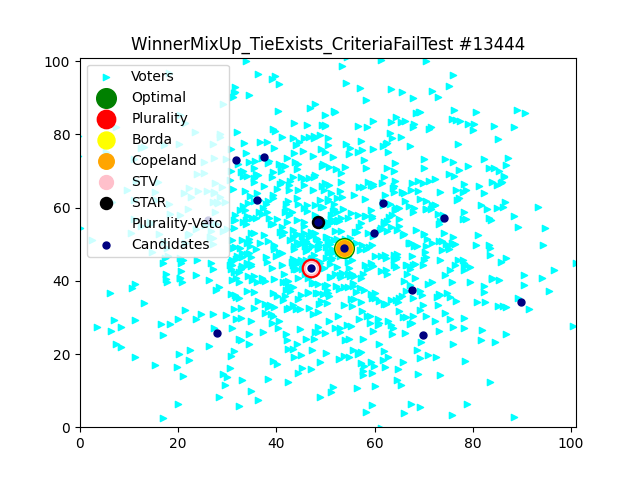 WinnerMixUp_TieExists_CriteriaFailTest #13444
100
80
60
40
20
0
0
20
40
60
80
100
Voters
Optimal
Plurality
Borda
Copeland
STV
STAR
Plurality-Veto
Candidates